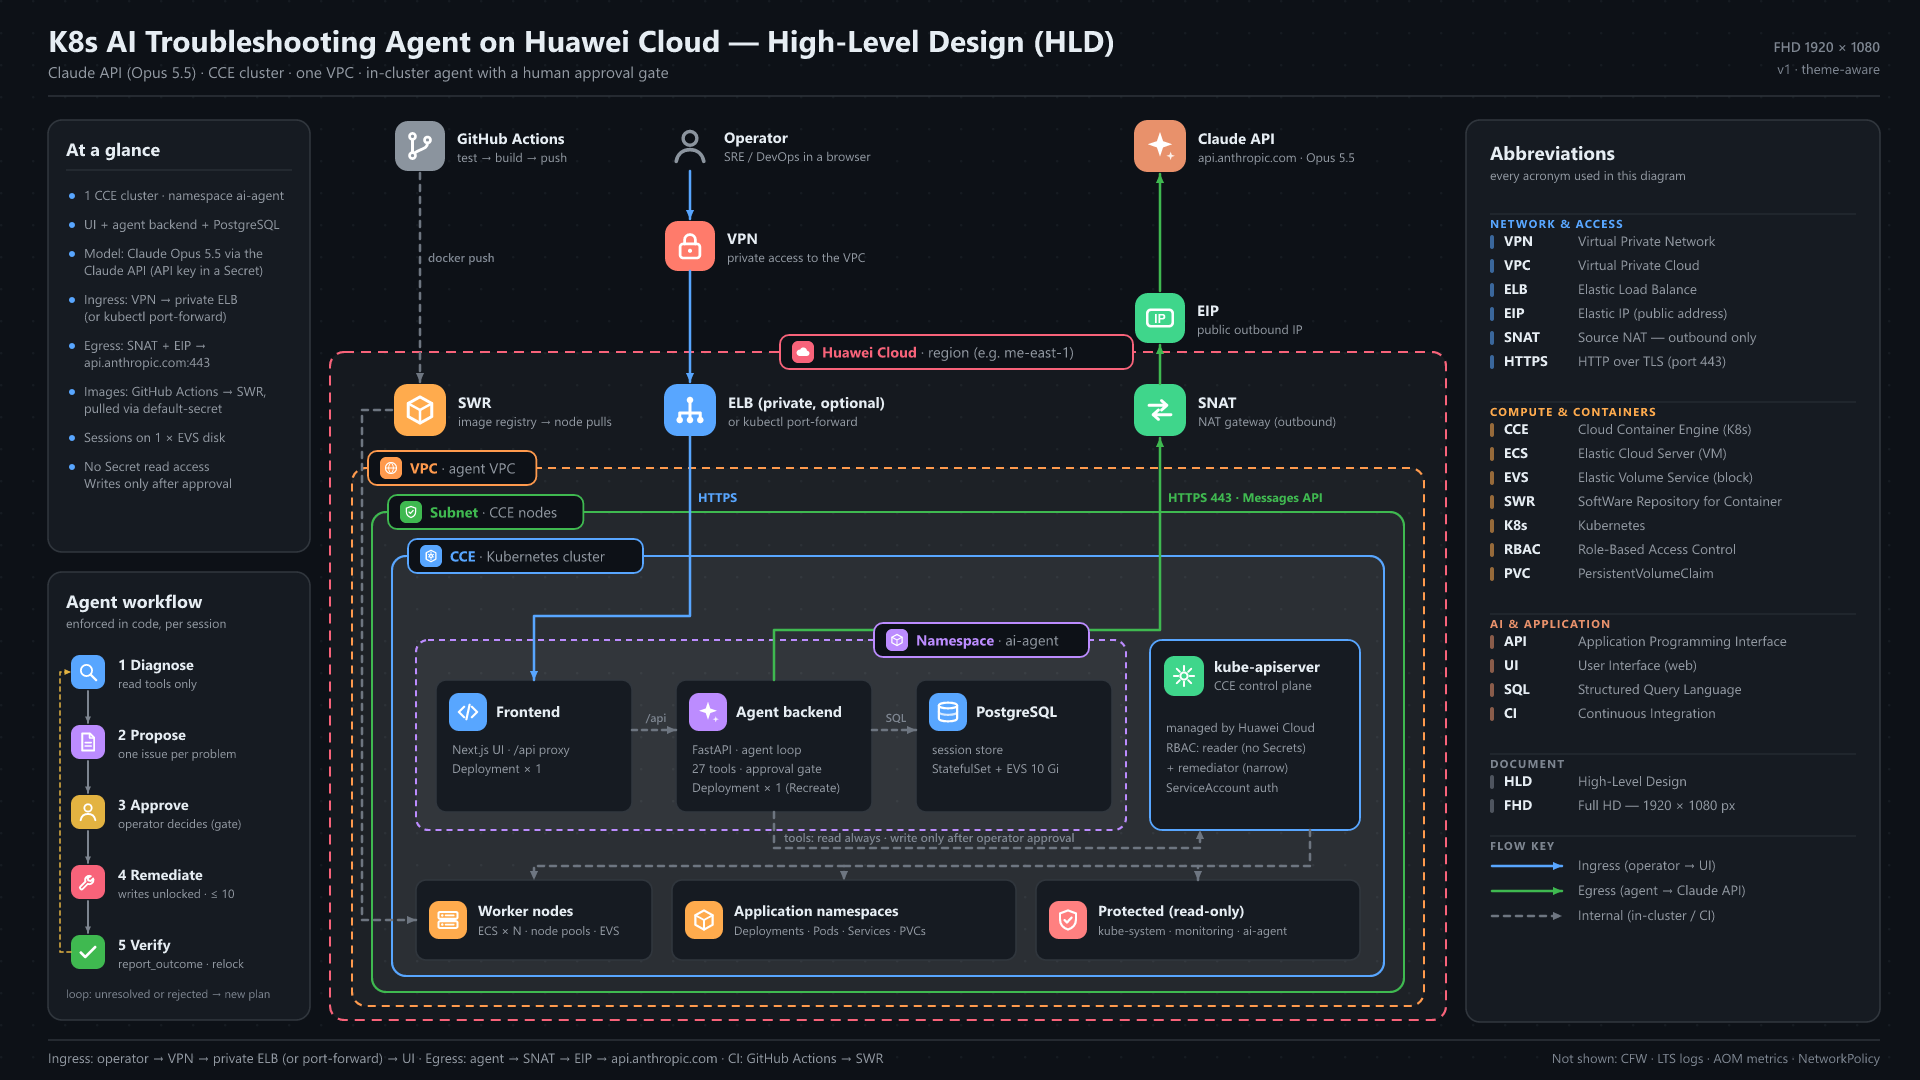 K8s AI Troubleshooting Agent on Huawei Cloud — High-Level Design (HLD)
Claude API (Opus 5.5) · CCE cluster · one VPC · in-cluster agent with a human approval gate
FHD 1920 × 1080
v1 · theme-aware
At a glance
1 CCE cluster · namespace ai-agent
UI + agent backend + PostgreSQL
Model: Claude Opus 5.5 via the
Claude API (API key in a Secret)
Ingress: VPN → private ELB
(or kubectl port-forward)
Egress: SNAT + EIP →
api.anthropic.com:443
Images: GitHub Actions → SWR,
pulled via default-secret
Sessions on 1 × EVS disk
No Secret read access
Writes only after approval
Agent workflow
enforced in code, per session
1 Diagnose
read tools only
2 Propose
one issue per problem
3 Approve
operator decides (gate)
4 Remediate
writes unlocked · ≤ 10
5 Verify
report_outcome · relock
loop: unresolved or rejected → new plan
GitHub Actions
test → build → push
Operator
SRE / DevOps in a browser
Claude API
api.anthropic.com · Opus 5.5
docker push
VPN
private access to the VPC
EIP
public outbound IP
IP
Huawei Cloud · region (e.g. me-east-1)
SWR
image registry → node pulls
ELB (private, optional)
or kubectl port-forward
SNAT
NAT gateway (outbound)
VPC · agent VPC
HTTPS
HTTPS 443 · Messages API
Subnet · CCE nodes
CCE · Kubernetes cluster
Namespace · ai-agent
Frontend
Next.js UI · /api proxy
Deployment × 1
/api
Agent backend
FastAPI · agent loop
27 tools · approval gate
Deployment × 1 (Recreate)
SQL
PostgreSQL
session store
StatefulSet + EVS 10 Gi
kube-apiserver
CCE control plane
managed by Huawei Cloud
RBAC: reader (no Secrets)
+ remediator (narrow)
ServiceAccount auth
tools: read always · write only after operator approval
Worker nodes
ECS × N · node pools · EVS
Application namespaces
Deployments · Pods · Services · PVCs
Protected (read-only)
kube-system · monitoring · ai-agent
Abbreviations
every acronym used in this diagram
NETWORK & ACCESS
VPN Virtual Private Network
VPC Virtual Private Cloud
ELB Elastic Load Balance
EIP Elastic IP (public address)
SNAT Source NAT — outbound only
HTTPS HTTP over TLS (port 443)
COMPUTE & CONTAINERS
CCE Cloud Container Engine (K8s)
ECS Elastic Cloud Server (VM)
EVS Elastic Volume Service (block)
SWR SoftWare Repository for Container
K8s Kubernetes
RBAC Role-Based Access Control
PVC PersistentVolumeClaim
AI & APPLICATION
API Application Programming Interface
UI User Interface (web)
SQL Structured Query Language
CI Continuous Integration
DOCUMENT
HLD High-Level Design
FHD Full HD — 1920 × 1080 px
FLOW KEY
Ingress (operator → UI)
Egress (agent → Claude API)
Internal (in-cluster / CI)
Ingress: operator → VPN → private ELB (or port-forward) → UI · Egress: agent → SNAT → EIP → api.anthropic.com · CI: GitHub Actions → SWR
Not shown: CFW · LTS logs · AOM metrics · NetworkPolicy